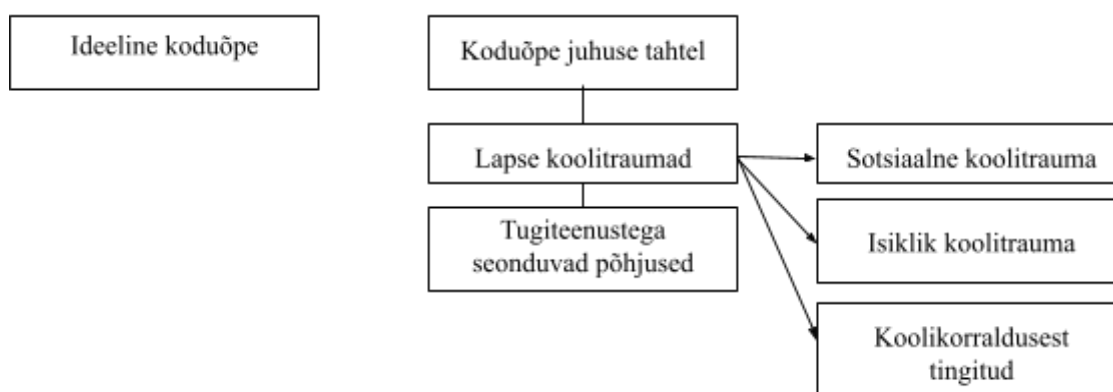 Ideeline koduõpe
Koduõpe juhuse tahtel
Lapse koolitraumad
Sotsiaalne koolitrauma
Tugiteenustega
seonduvad põhjused
Isiklik koolitrauma
Koolikorraldusest
tingitud